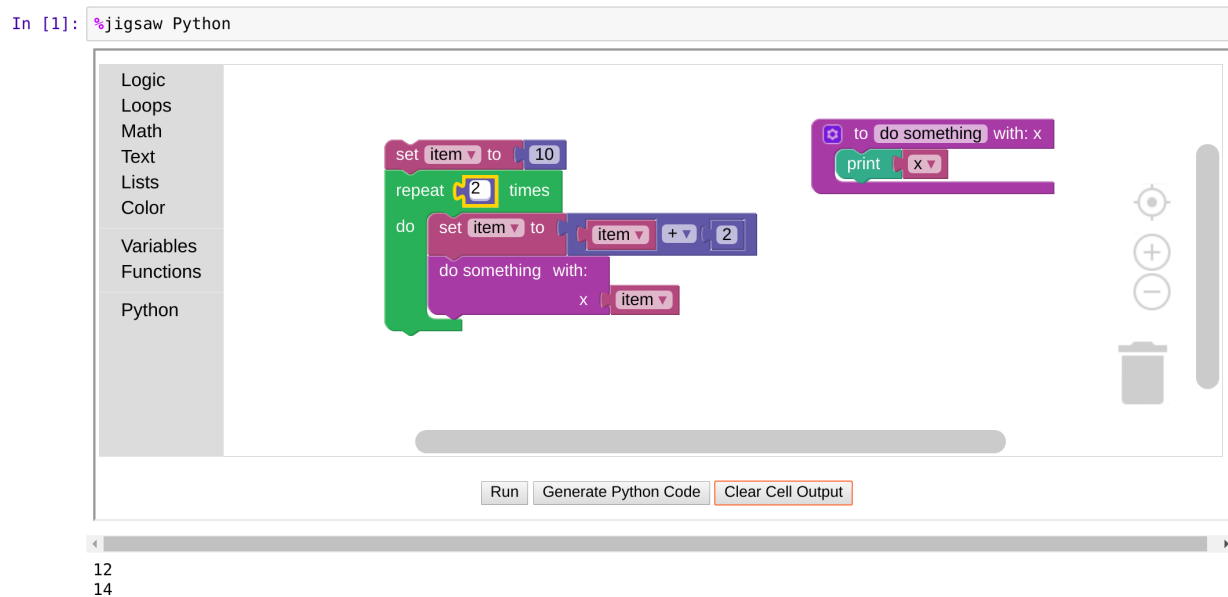 In [1]: %jigsaw Python
Logic
Loops
Math
Text
Lists
Color
Variables
Functions
Python
set item ▾ to 10
repeat 2 times
do set item ▾ to item ▾ + ▾ 2
do something with:
x item ▾
to do something with: x
print x ▾
Run Generate Python Code Clear Cell Output
12
14